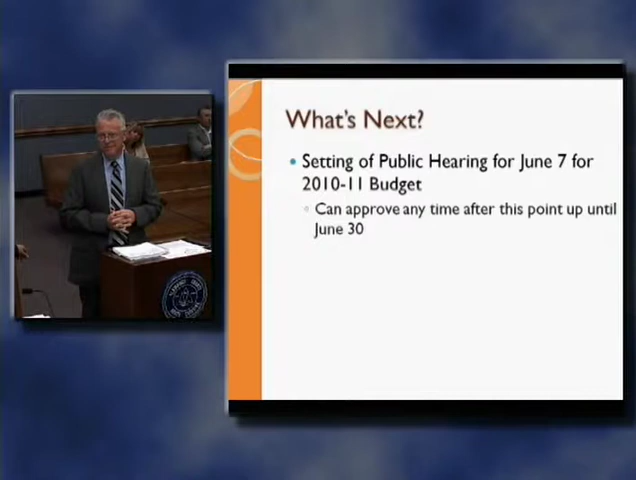 What's Next?
Setting of Public Hearing for June 7 for
2010-11 Budget
Can approve any time after this point up until
June 30